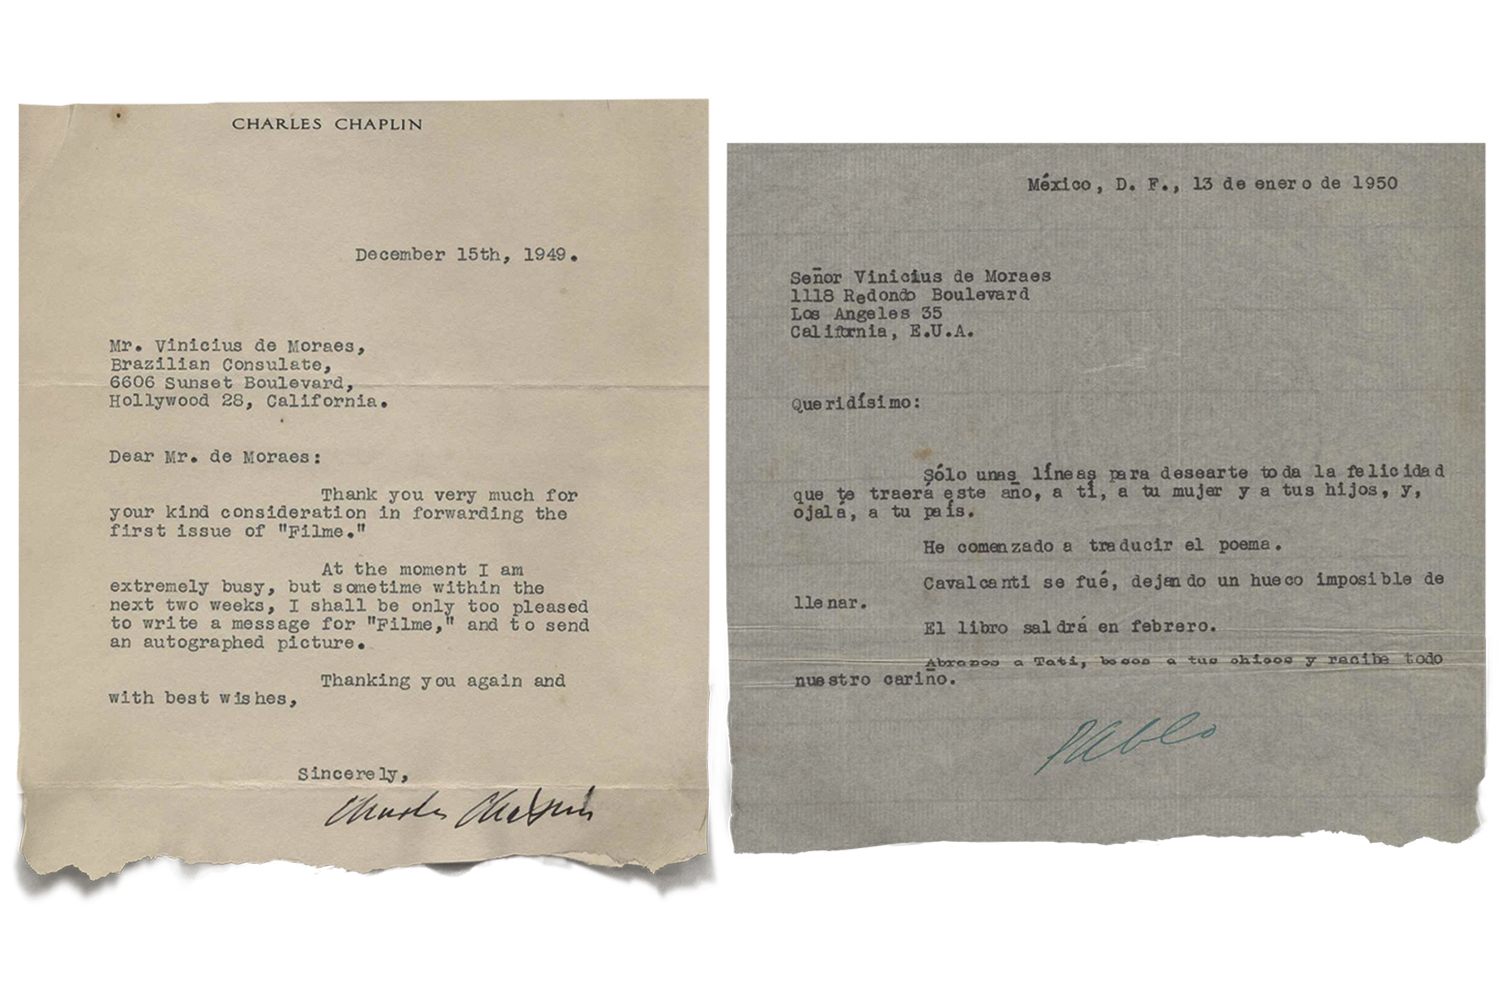 CHARLES CHAPLIN
December 15th, 1949.
Mr. Vinicius de Moraes,
Brazilian Consulate,
6606 Sunset Boulevard,
Hollywood 28, California.
Dear Mr. de Moraes:
Thank you very much for
your kind consideration in forwarding the
first issue of "Filme."
At the moment I am
extremely busy, but sometime within the
next two weeks, I shall be only too pleased
to write a message for "Filme," and to send
an autographed picture.
Thanking you again and
with best wishes,
Sincerely,
Charles Chaplin
México, D. F., 13 de enero de 1950
Señor Vinicius de Moraes
1118 Redondo Boulevard
Los Angeles 35
California, E.U.A.
Queridísimo:
Sólo unas líneas para desearte toda la felicidad
que te traerá este año, a tí, a tu mujer y a tus hijos, y,
ojalá, a tu país.
He comenzado a traducir el poema.
Cavalcanti se fué, dejando un hueco imposible de
llenar.
El libro saldrá en febrero.
Abrazos a Tati, besos a tus chicos y recibe todo
nuestro cariño.
Pablo